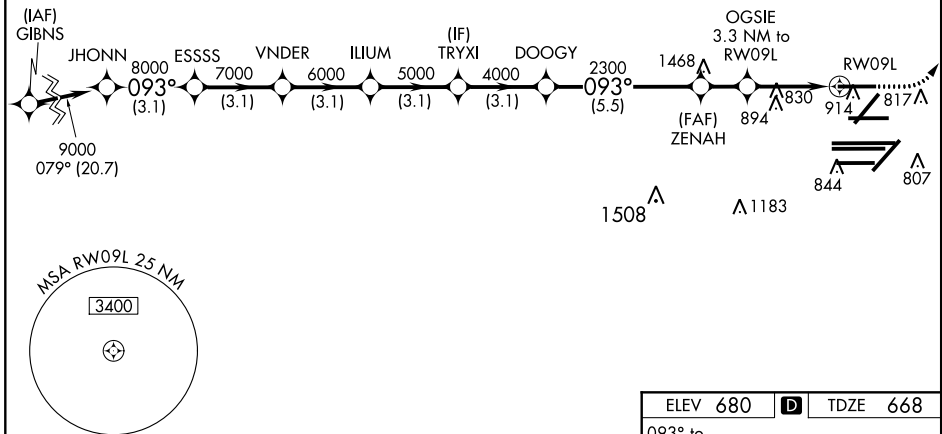 (IAF)
GIBNS
JHONN
8000
093°
(3.1)
ESSSS
7000
(3.1)
VNDER
6000
(3.1)
ILIUM
5000
(3.1)
(IF)
TRYXI
4000
(3.1)
DOOGY
2300
093°
(5.5)
1468
(FAF)
ZENAH
OGSIE
3.3 NM to
RW09L
830
894
RW09L
914
817
9000
079° (20.7)
844
807
1508
1183
MSA RW09L 25 NM
3400
ELEV 680 D TDZE 668
093° to